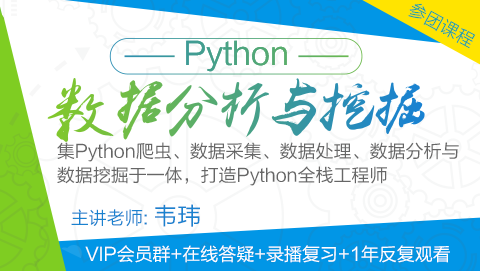 参团课程
Python
数据分析与挖掘
集Python爬虫、数据采集、数据处理、数据分析与
数据挖掘于一体，打造Python全栈工程师
主讲老师: 韦玮
VIP会员群+在线答疑+录播复习+1年反复观看